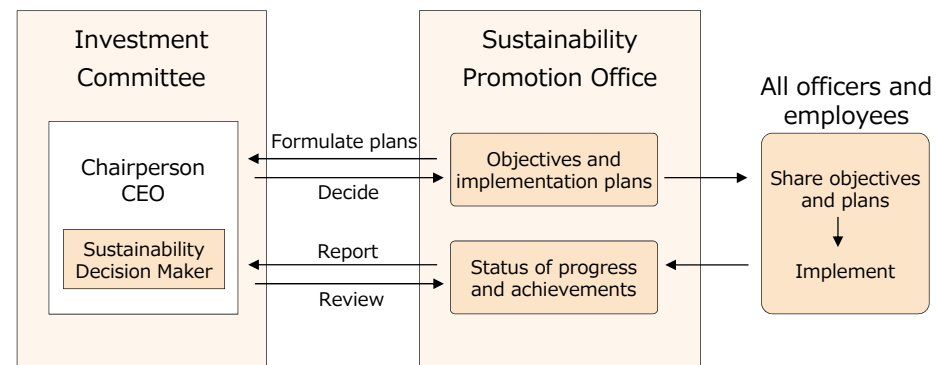 Investment
Committee
Chairperson
CEO
Sustainability
Decision Maker
Formulate plans
Decide
Report
Review
Sustainability
Promotion Office
Objectives and
implementation plans
Status of progress
and achievements
All officers and
employees
Share objectives
and plans
Implement